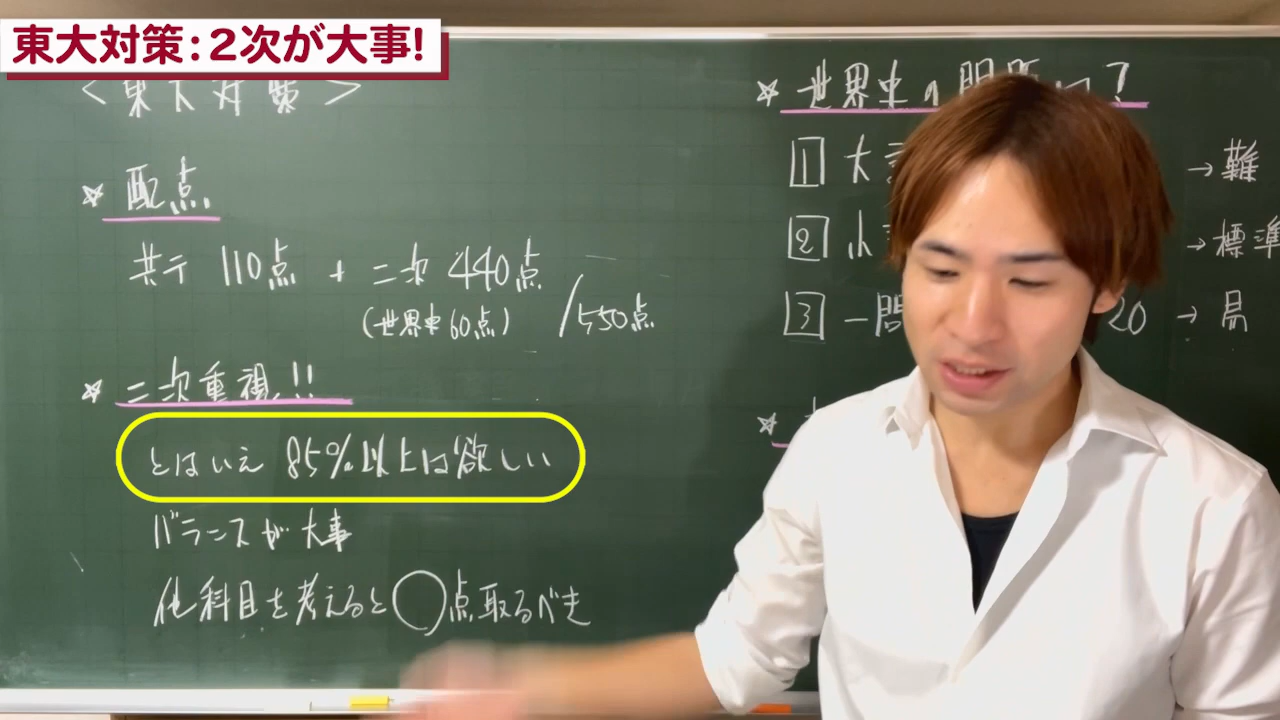 東大対策:2次が大事!
<東大対策>
☆ 配点
共テ 110点 + 二次 440点
(世界史60点) /550点
☆ 二次重視!!
とはいえ 85%以上は欲しい
バランスが大事
他科目を考えると〇点取るべき
☆ 世界史の
?
1 大
→難
2 小
→標準
3 一問
20 → 易
☆